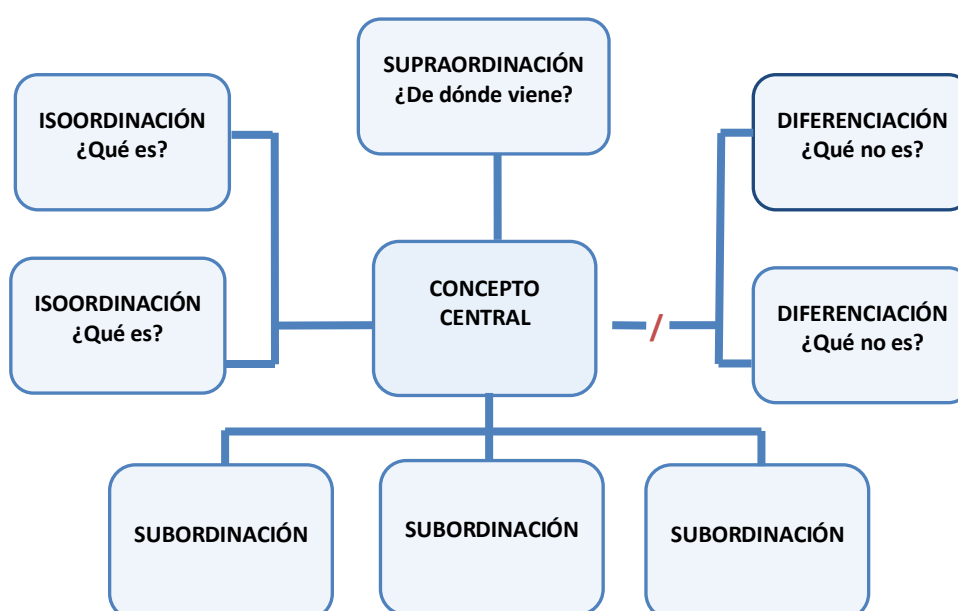 SUPRAORDINACIÓN
¿De dónde viene?
ISOORDINACIÓN
¿Qué es?
DIFERENCIACIÓN
¿Qué no es?
ISOORDINACIÓN
¿Qué es?
CONCEPTO
CENTRAL
/
DIFERENCIACIÓN
¿Qué no es?
SUBORDINACIÓN
SUBORDINACIÓN
SUBORDINACIÓN